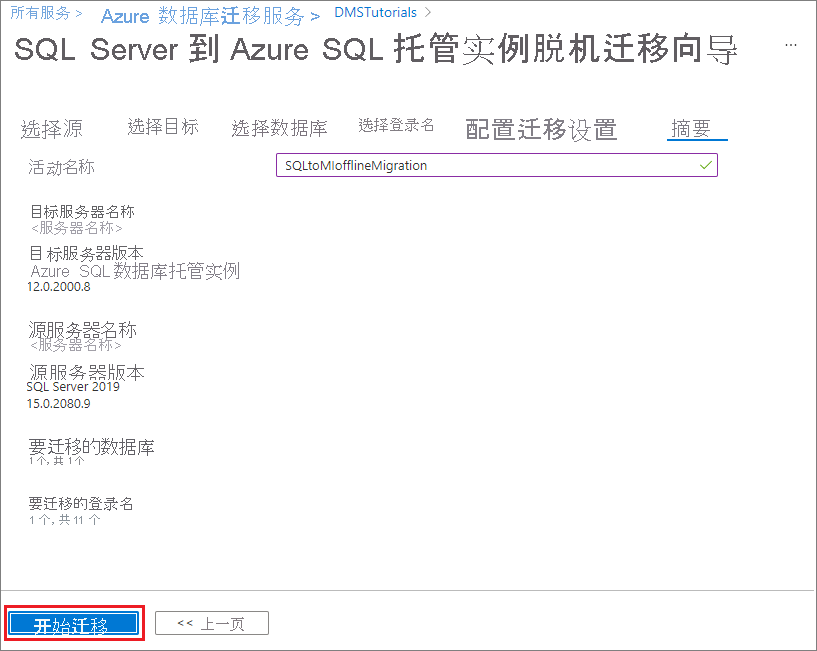 所有服务 > Azure 数据库迁移服务 > DMSTutorials >
SQL Server 到 Azure SQL 托管实例脱机迁移向导 ...
选择源 选择目标 选择数据库 选择登录名 配置迁移设置 摘要
活动名称 SQLtoMIofflineMigration
目标服务器名称
<服务器名称>
目标服务器版本
Azure SQL 数据库托管实例
12.0.2000.8
源服务器名称
<服务器名称>
源服务器版本
SQL Server 2019
15.0.2080.9
要迁移的数据库
1个, 共 1个
要迁移的登录名
1 个, 共 11 个
开始迁移 << 上一页